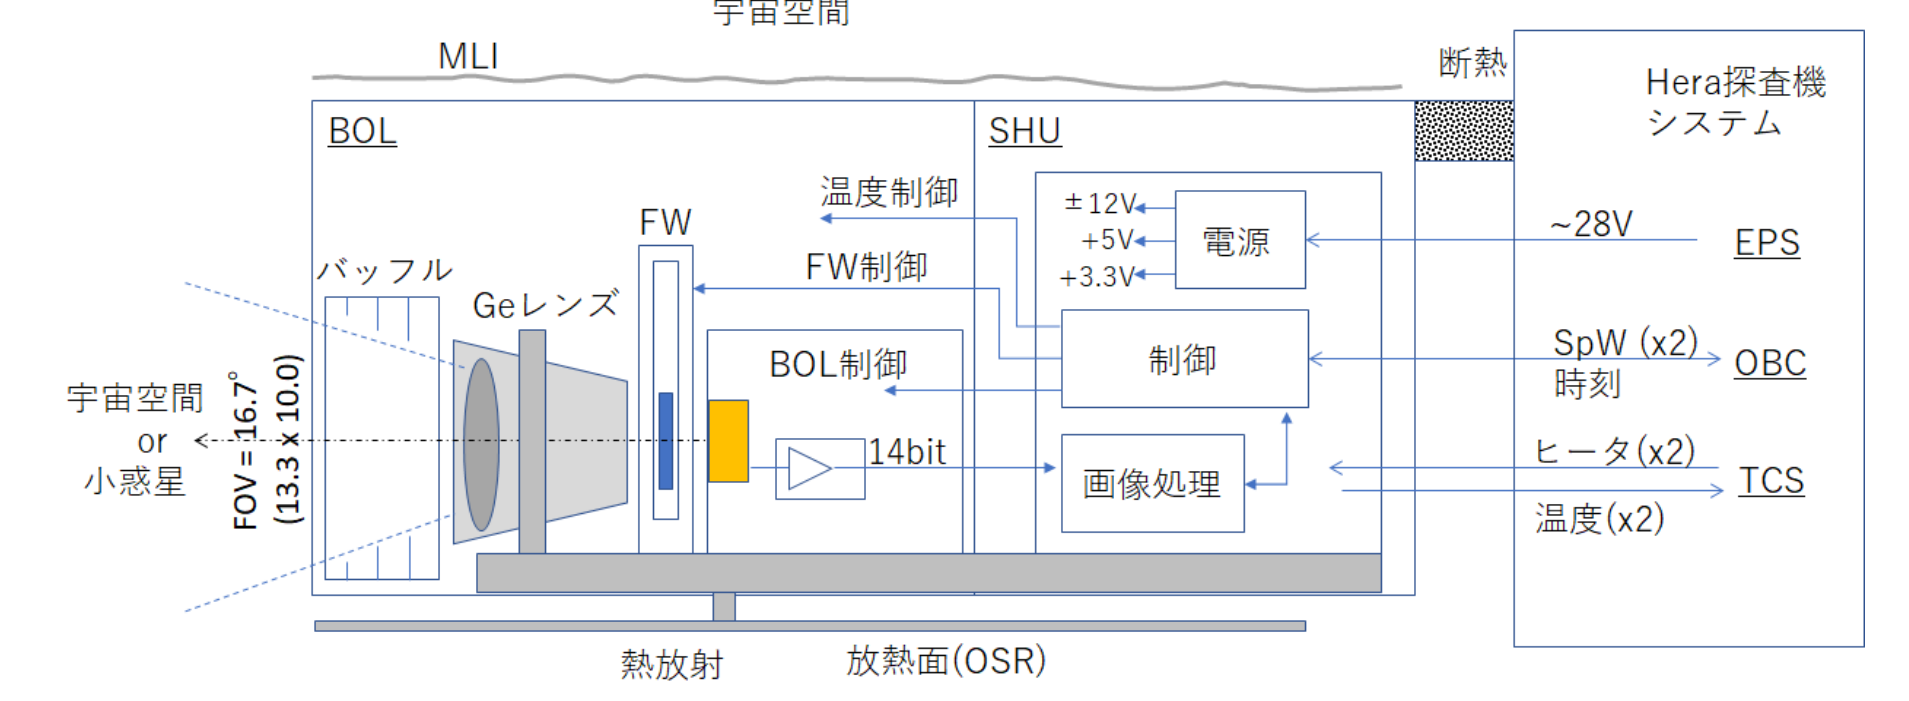 宇宙空間
MLI
断熱
Hera探査機
システム
BOL
SHU
温度制御
±12V
+5V
+3.3V
電源
~28V
EPS
FW
FW制御
バッフル
Geレンズ
BOL制御
制御
SpW (x2)
時刻
OBC
宇宙空間
or
小惑星
FOV = 16.7°
(13.3 x 10.0)
14bit
画像処理
ヒータ(x2)
TCS
温度(x2)
熱放射
放熱面(OSR)